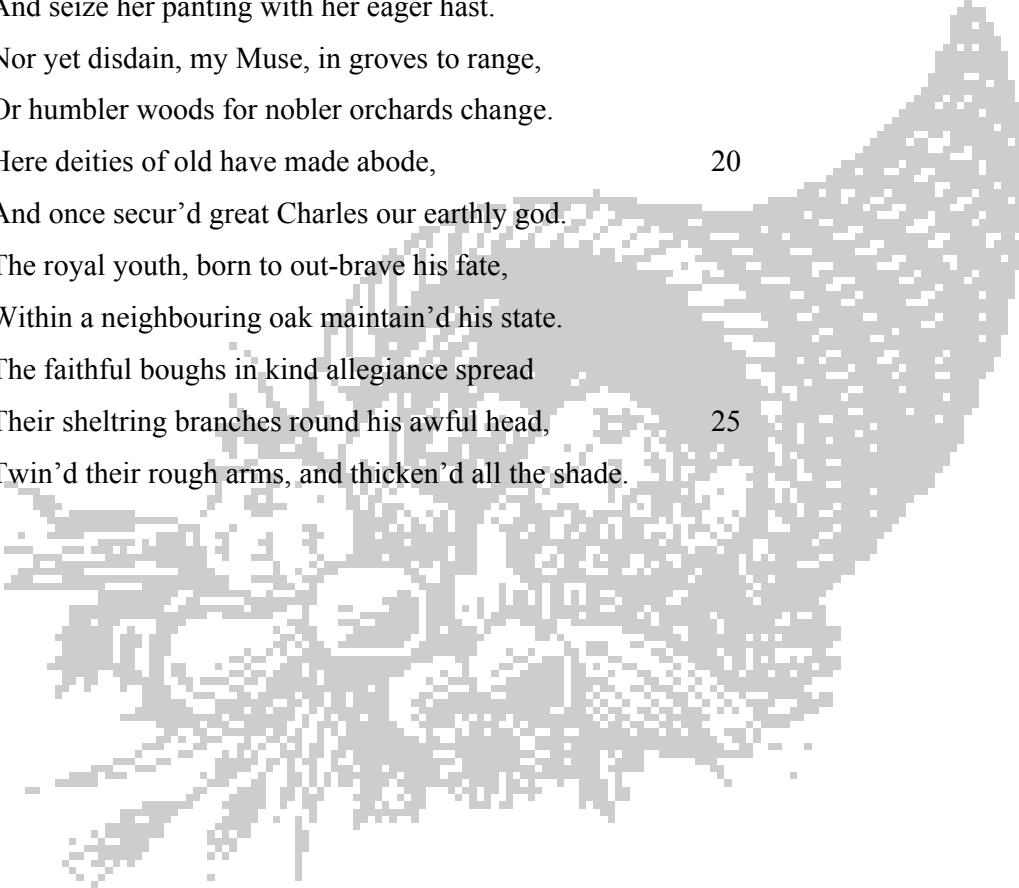 And seize her panting with her eager hast.
Nor yet disdain, my Muse, in groves to range,
Or humbler woods for nobler orchards change.
Here deities of old have made abode, 20
And once secur’d great Charles our earthly god.
The royal youth, born to out-brave his fate,
Within a neighbouring oak maintain’d his state.
The faithful boughs in kind allegiance spread
Their sheltring branches round his awful head, 25
Twin’d their rough arms, and thicken’d all the shade.